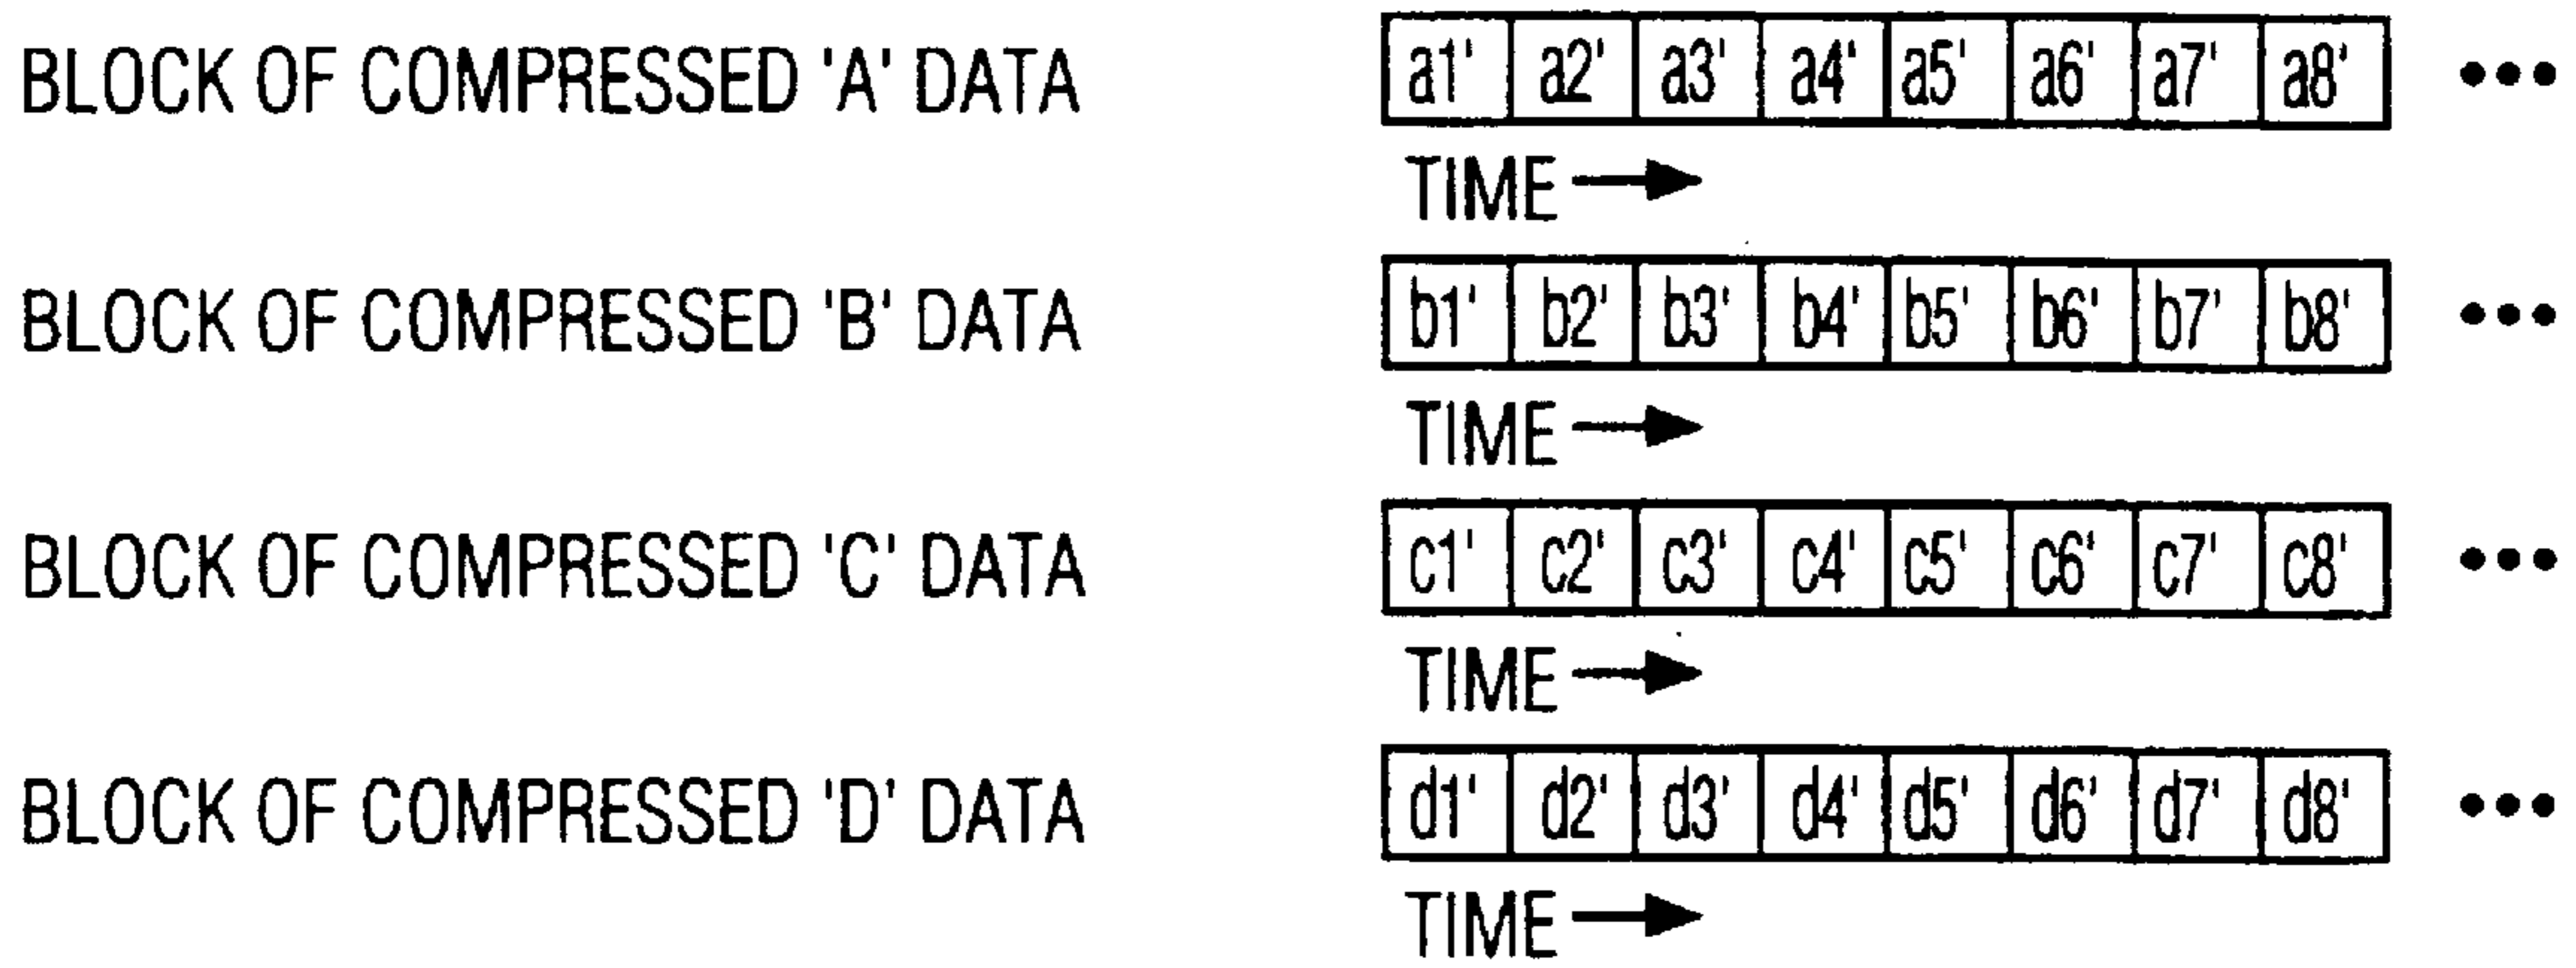 BLOCK OF COMPRESSED 'A' DATA a1' a2' a3' a4' a5' a6' a7' a8' •••
TIME →
BLOCK OF COMPRESSED 'B' DATA b1' b2' b3' b4' b5' b6' b7' b8' •••
TIME →
BLOCK OF COMPRESSED 'C' DATA c1' c2' c3' c4' c5' c6' c7' c8' •••
TIME →
BLOCK OF COMPRESSED 'D' DATA d1' d2' d3' d4' d5' d6' d7' d8' •••
TIME →